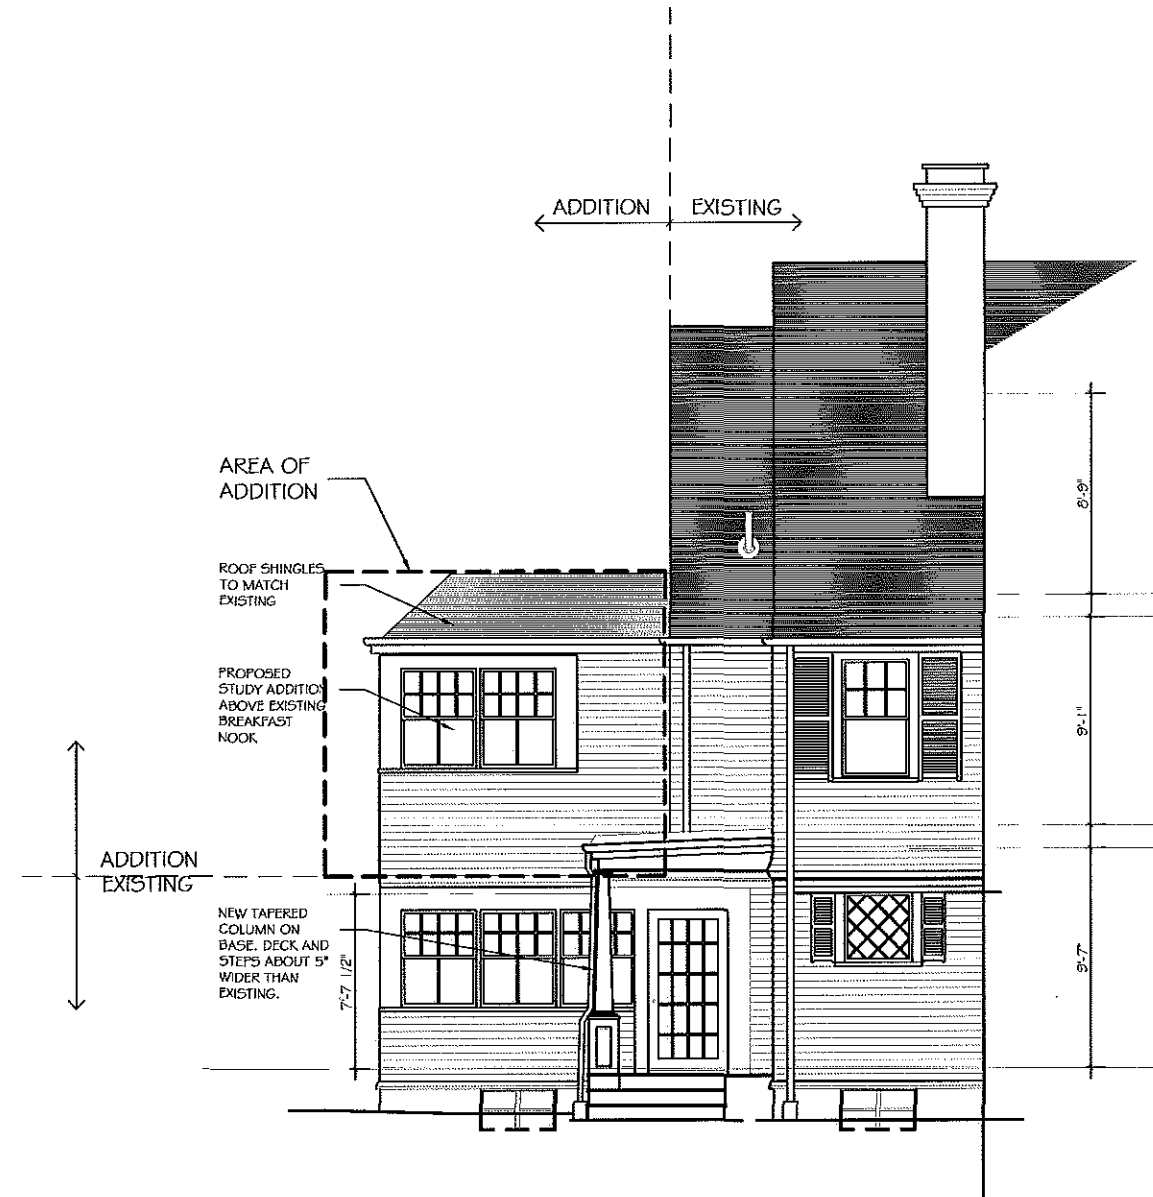 ADDITION EXISTING
AREA OF
ADDITION
8'-9"
ROOF SHINGLES
TO MATCH
EXISTING
PROPOSED
STUDY ADDITION
ABOVE EXISTING
BREAKFAST
NOOK
9'-1"
ADDITION
EXISTING
NEW TAPERED
COLUMN ON
BASE. DECK AND
STEPS ABOUT 5"
WIDER THAN
EXISTING.
7'-7 1/2"
9'-7"